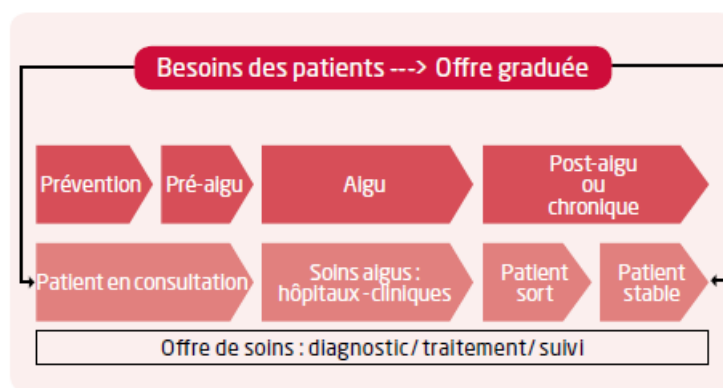 Besoins des patients ---> Offre graduée
Prévention
Pré-aigu
Aigu
Post-aigu
ou
chronique
Patient en consultation
Soins aigus :
hôpitaux - cliniques
Patient
sort
Patient
stable
Offre de soins : diagnostic/ traitement/ suivi